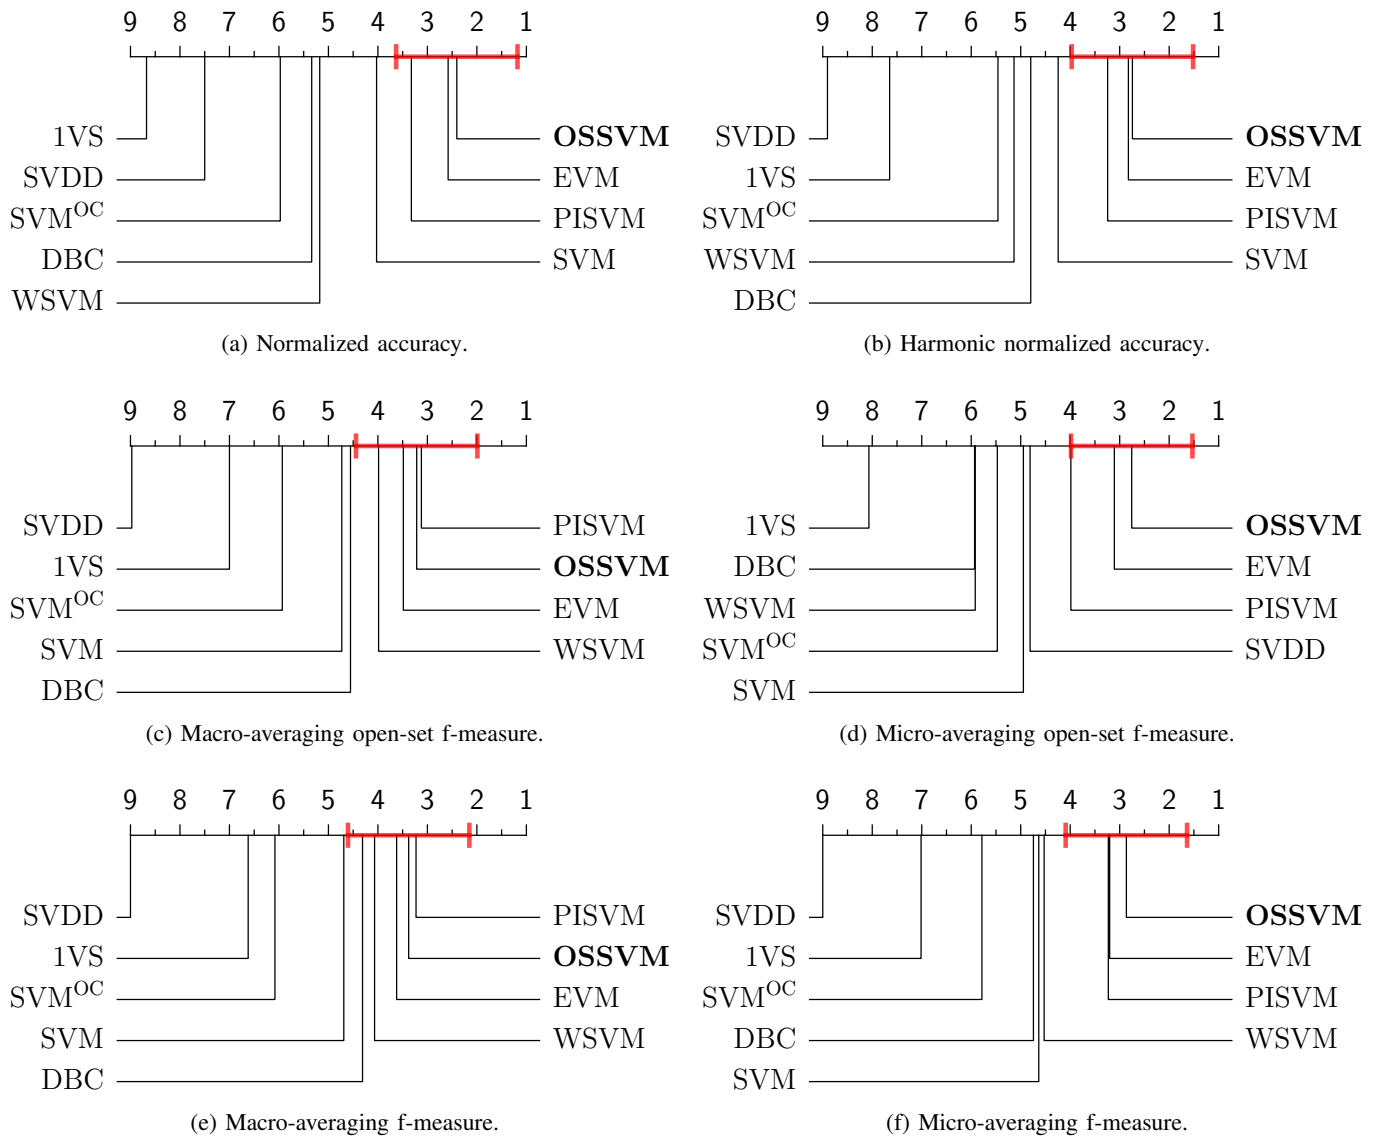 9 8 7 6 5 4 3 2 1
1VS
SVDD
SVM^OC
DBC
WSVM
OSSVM
EVM
PISVM
SVM
(a) Normalized accuracy.
9 8 7 6 5 4 3 2 1
SVDD
1VS
SVM^OC
WSVM
DBC
OSSVM
EVM
PISVM
SVM
(b) Harmonic normalized accuracy.
9 8 7 6 5 4 3 2 1
SVDD
1VS
SVM^OC
SVM
DBC
PISVM
OSSVM
EVM
WSVM
(c) Macro-averaging open-set f-measure.
9 8 7 6 5 4 3 2 1
1VS
DBC
WSVM
SVM^OC
SVM
OSSVM
EVM
PISVM
SVDD
(d) Micro-averaging open-set f-measure.
9 8 7 6 5 4 3 2 1
SVDD
1VS
SVM^OC
SVM
DBC
PISVM
OSSVM
EVM
WSVM
(e) Macro-averaging f-measure.
9 8 7 6 5 4 3 2 1
SVDD
1VS
SVM^OC
DBC
SVM
OSSVM
EVM
PISVM
WSVM
(f) Micro-averaging f-measure.